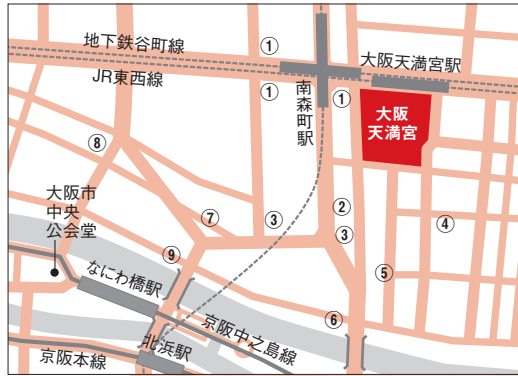 地下鉄谷町線
①
大阪天満宮駅
JR東西線
①
南森町駅
①
大阪
天満宮
⑧
大阪市
中央
公会堂
⑦
③
②
③
④
⑨
⑤
なにわ橋駅
⑥
北浜駅
京阪中之島線
京阪本線